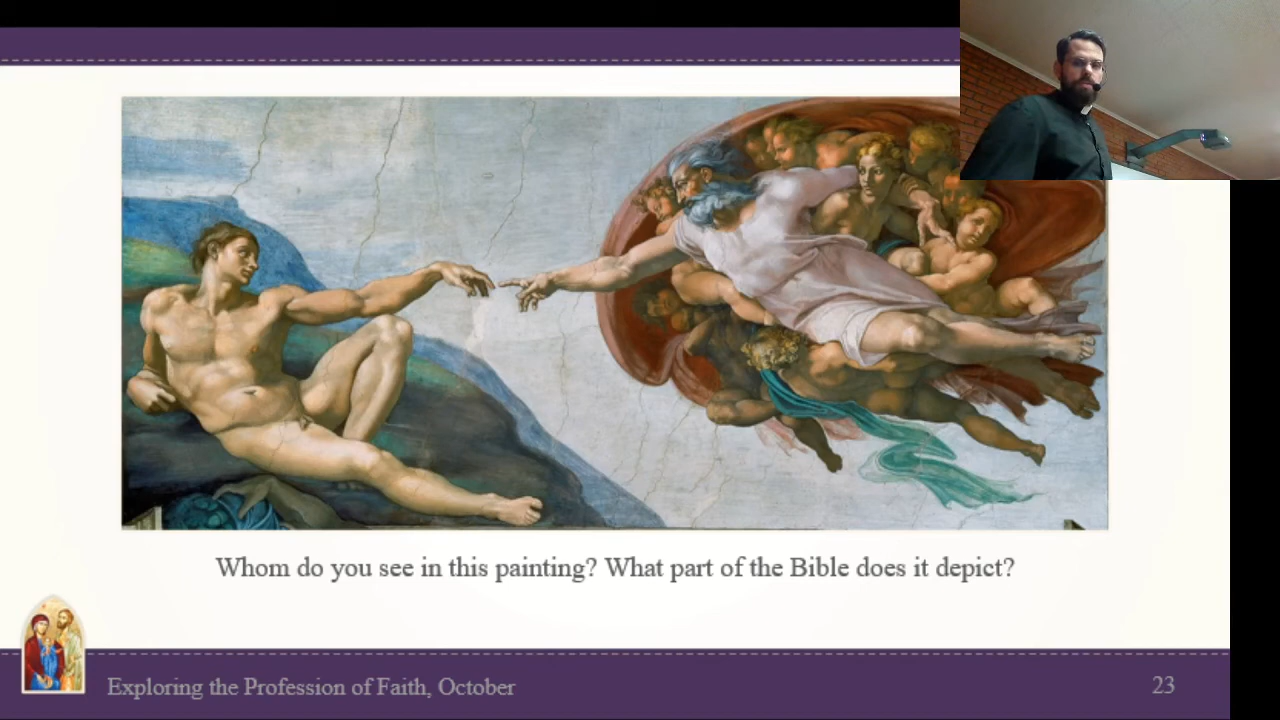 Whom do you see in this painting? What part of the Bible does it depict?
Exploring the Profession of Faith, October
23